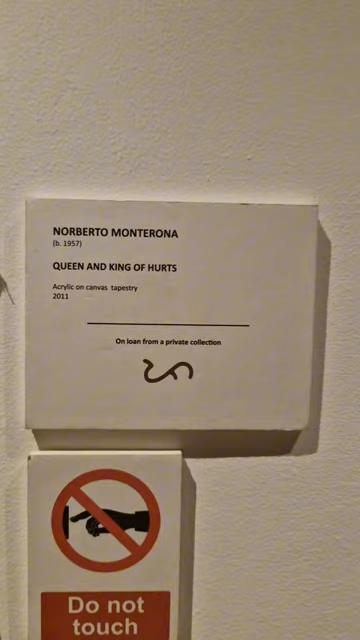 NORBERTO MONTERONA
(b. 1957)
QUEEN AND KING OF HURTS
Acrylic on canvas tapestry
2011
On loan from a private collection
Do not
touch